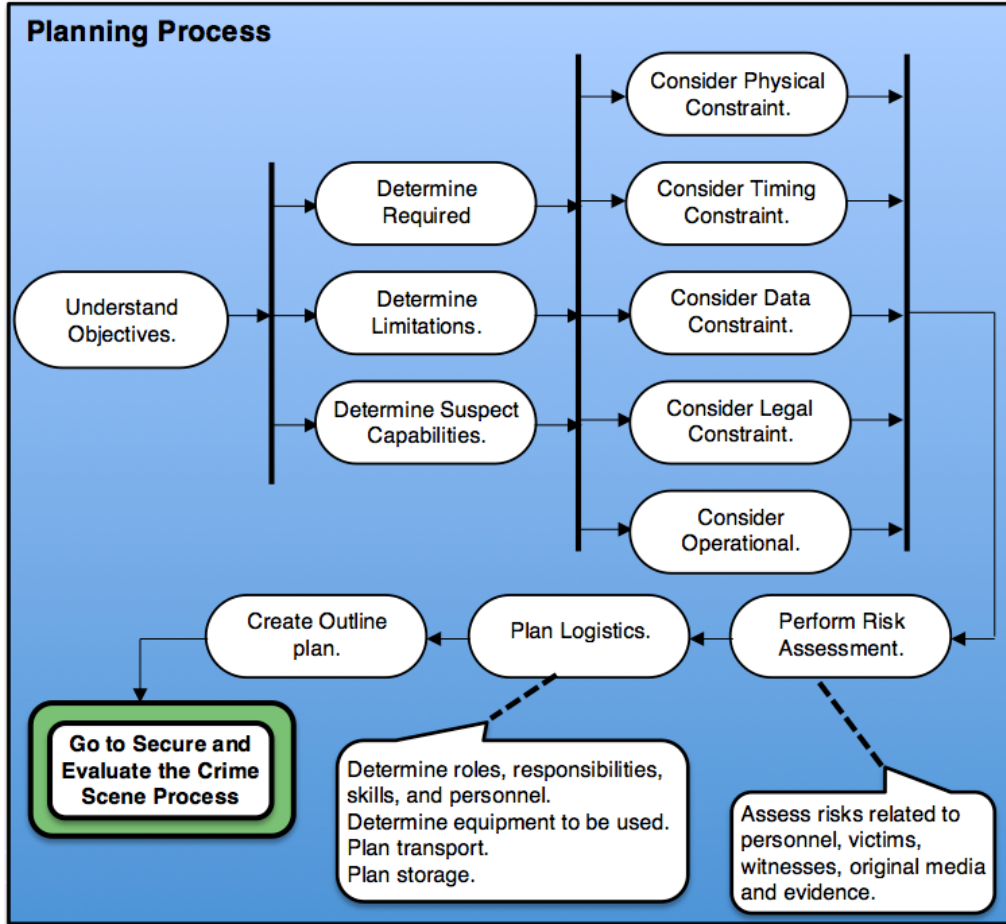 Planning Process
Understand
Objectives.
Determine
Required
Determine
Limitations.
Determine Suspect
Capabilities.
Consider Physical
Constraint.
Consider Timing
Constraint.
Consider Data
Constraint.
Consider Legal
Constraint.
Consider
Operational.
Perform Risk
Assessment.
Assess risks related to
personnel, victims,
witnesses, original media
and evidence.
Plan Logistics.
Determine roles, responsibilities,
skills, and personnel.
Determine equipment to be used.
Plan transport.
Plan storage.
Create Outline
plan.
Go to Secure and
Evaluate the Crime
Scene Process